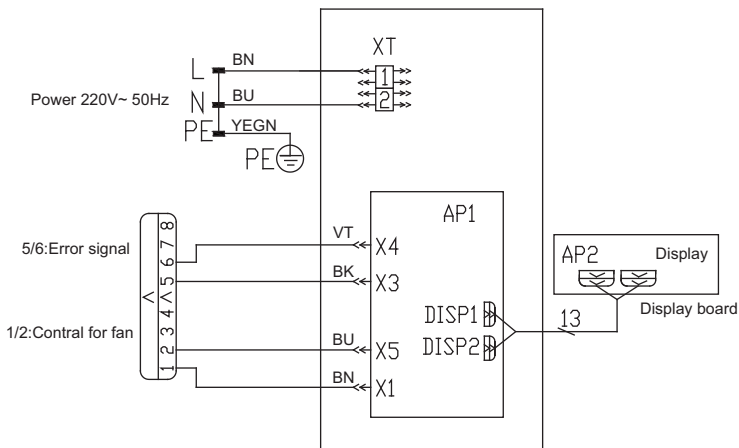 XT
L BN 1
Power 220V~ 50Hz N BU 2
PE YEGN
PE
AP1
8
7 VT X4
5/6:Error signal 6
5 BK X3
AP2 Display
4
DISP1 13 Display board
1/2:Contral for fan 3
2 BU X5 DISP2
1 BN X1